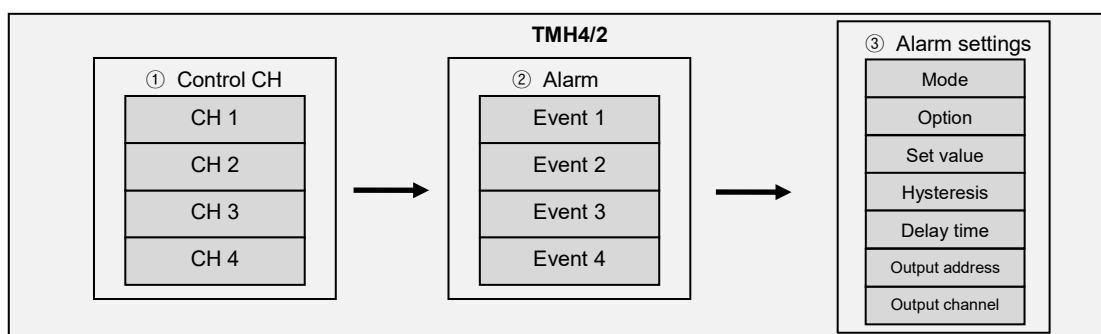 TMH4/2
① Control CH
CH 1
CH 2
CH 3
CH 4
② Alarm
Event 1
Event 2
Event 3
Event 4
③ Alarm settings
Mode
Option
Set value
Hysteresis
Delay time
Output address
Output channel